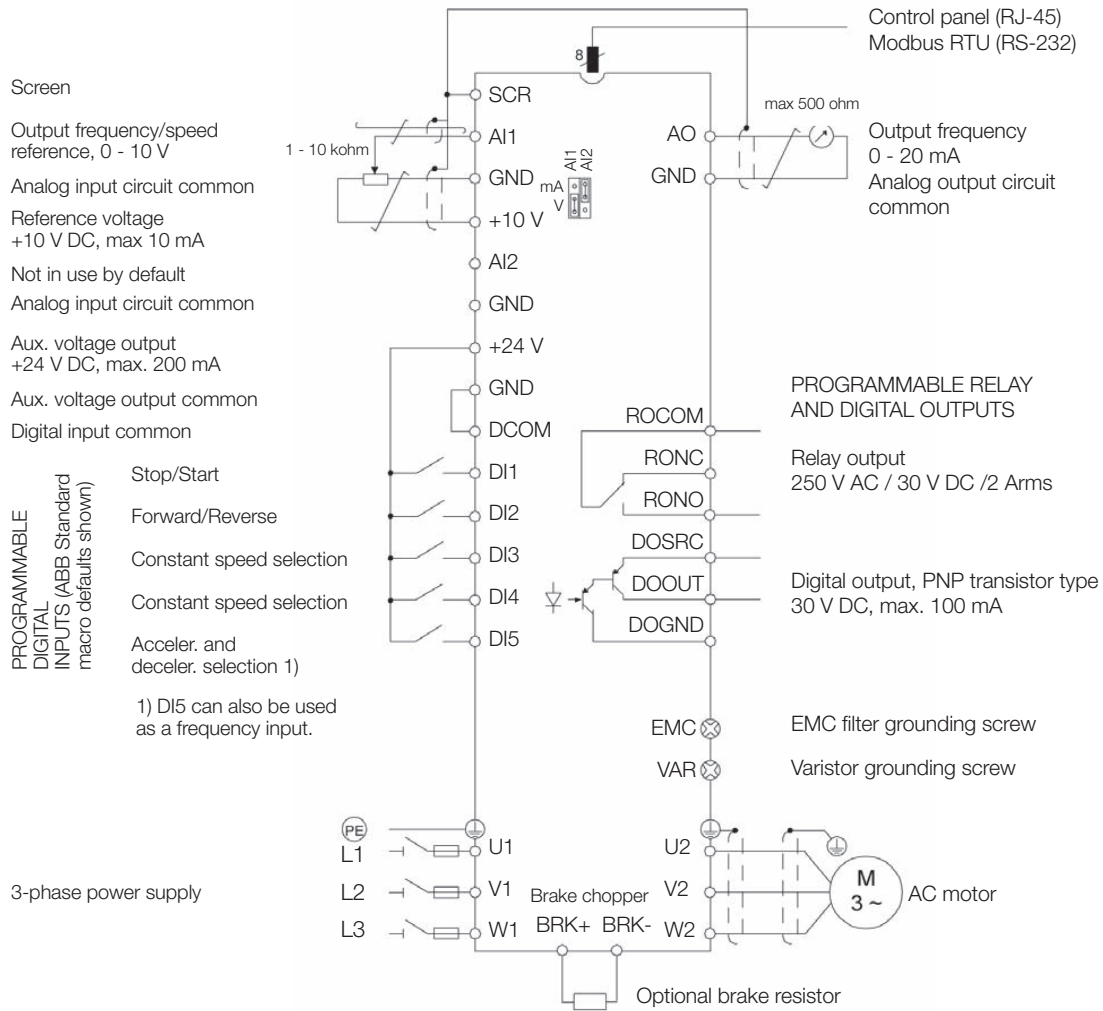 Control panel (RJ-45)
Modbus RTU (RS-232)
8
Screen
SCR
max 500 ohm
Output frequency/speed
reference, 0 - 10 V
1 - 10 kohm
AI1
AI1
AI2
mA
V
AO
Output frequency
0 - 20 mA
Analog input circuit common
GND
GND
Analog output circuit
common
Reference voltage
+10 V DC, max 10 mA
+10 V
Not in use by default
AI2
Analog input circuit common
GND
Aux. voltage output
+24 V DC, max. 200 mA
+24 V
Aux. voltage output common
GND
PROGRAMMABLE RELAY
AND DIGITAL OUTPUTS
Digital input common
DCOM
ROCOM
PROGRAMMABLE
DIGITAL
INPUTS (ABB Standard
macro defaults shown)
Stop/Start
DI1
RONC
Relay output
250 V AC / 30 V DC /2 Arms
Forward/Reverse
DI2
RONO
Constant speed selection
DI3
DOSRC
Constant speed selection
DI4
DOOUT
Digital output, PNP transistor type
30 V DC, max. 100 mA
Acceler. and
deceler. selection 1)
DI5
DOGND
1) DI5 can also be used
as a frequency input.
EMC
EMC filter grounding screw
VAR
Varistor grounding screw
PE
L1
U1
U2
3-phase power supply
L2
V1
Brake chopper
V2
M
3 ~
AC motor
L3
W1
BRK+ BRK-
W2
Optional brake resistor